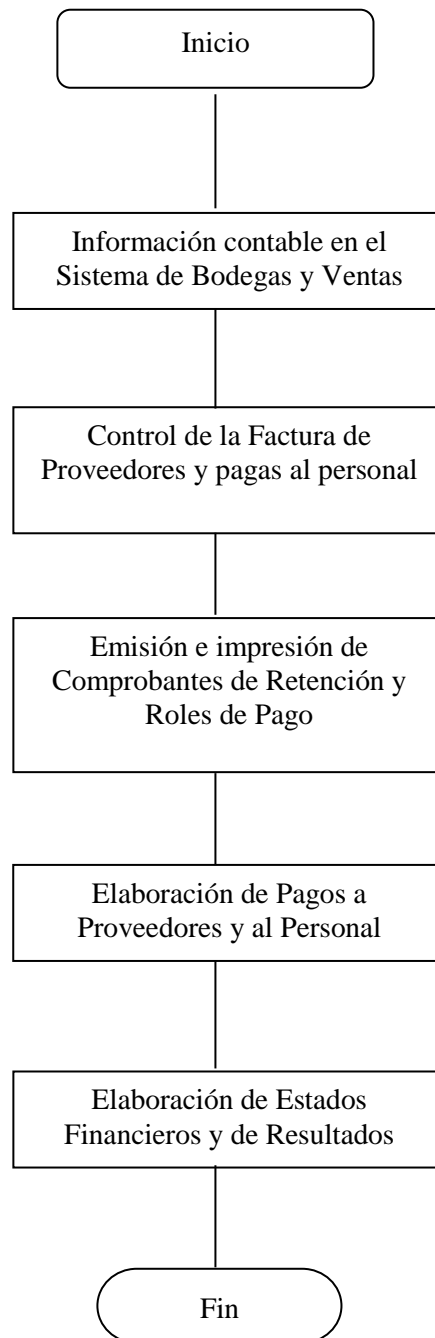 Inicio
Información contable en el
Sistema de Bodegas y Ventas
Control de la Factura de
Proveedores y pagas al personal
Emisión e impresión de
Comprobantes de Retención y
Roles de Pago
Elaboración de Pagos a
Proveedores y al Personal
Elaboración de Estados
Financieros y de Resultados
Fin